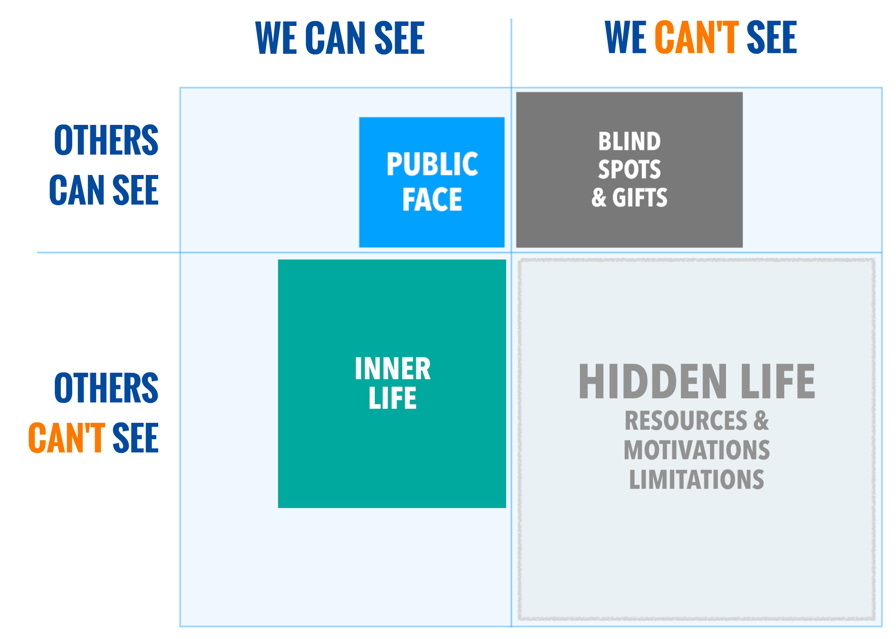 WE CAN SEE
WE CAN'T SEE
OTHERS
CAN SEE
PUBLIC
FACE
BLIND
SPOTS
& GIFTS
OTHERS
CAN'T SEE
INNER
LIFE
HIDDEN LIFE
RESOURCES &
MOTIVATIONS
LIMITATIONS